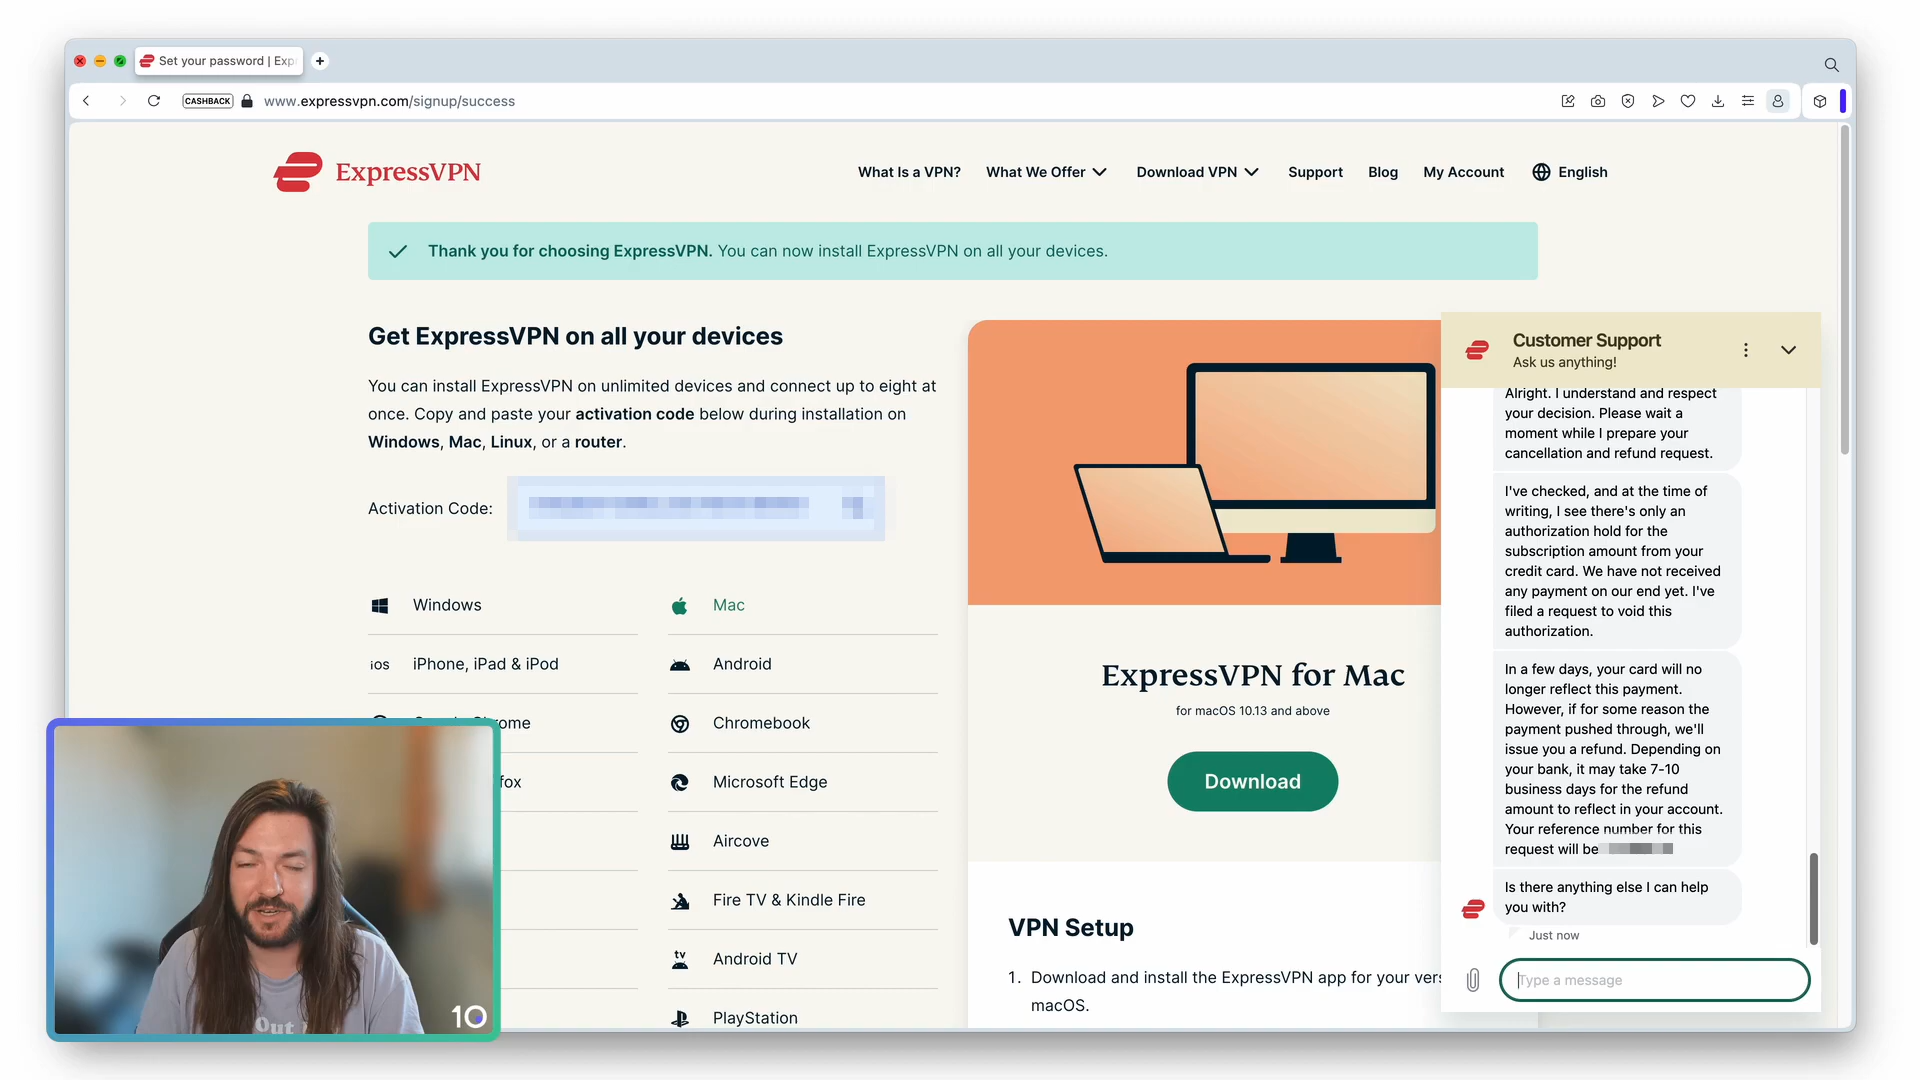 Set your password | Exp
CASHBACK
www.expressvpn.com/signup/success
ExpressVPN
What Is a VPN?
What We Offer
Download VPN
Support
Blog
My Account
English
Thank you for choosing ExpressVPN. You can now install ExpressVPN on all your devices.
Get ExpressVPN on all your devices
You can install ExpressVPN on unlimited devices and connect up to eight at
once. Copy and paste your activation code below during installation on
Windows, Mac, Linux, or a router.
Activation Code:
Windows
Mac
ios iPhone, iPad & iPod
Android
Chromebook
Microsoft Edge
Aircove
Fire TV & Kindle Fire
tv Android TV
PlayStation
ExpressVPN for Mac
for macOS 10.13 and above
Download
VPN Setup
1. Download and install the ExpressVPN app for your
macOS.
Customer Support
Ask us anything!
Alright. I understand and respect
your decision. Please wait a
moment while I prepare your
cancellation and refund request.
I've checked, and at the time of
writing, I see there's only an
authorization hold for the
subscription amount from your
credit card. We have not received
any payment on our end yet. I've
filed a request to void this
authorization.
In a few days, your card will no
longer reflect this payment.
However, if for some reason the
payment pushed through, we'll
issue you a refund. Depending on
your bank, it may take 7-10
business days for the refund
amount to reflect in your account.
Your reference number for this
request will be
Is there anything else I can help
you with?
Just now
Type a message
Out
10